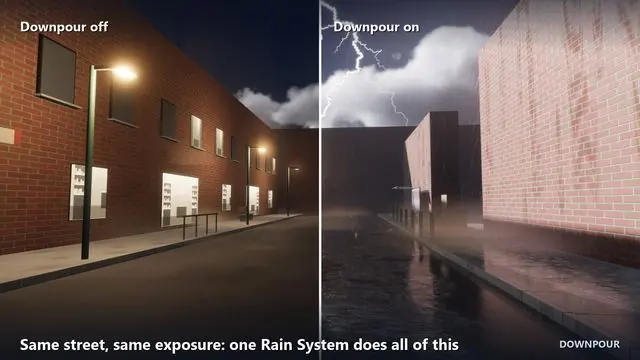 Downpour off
Downpour on
Same street, same exposure: one Rain System does all of this
DOWNPOUR